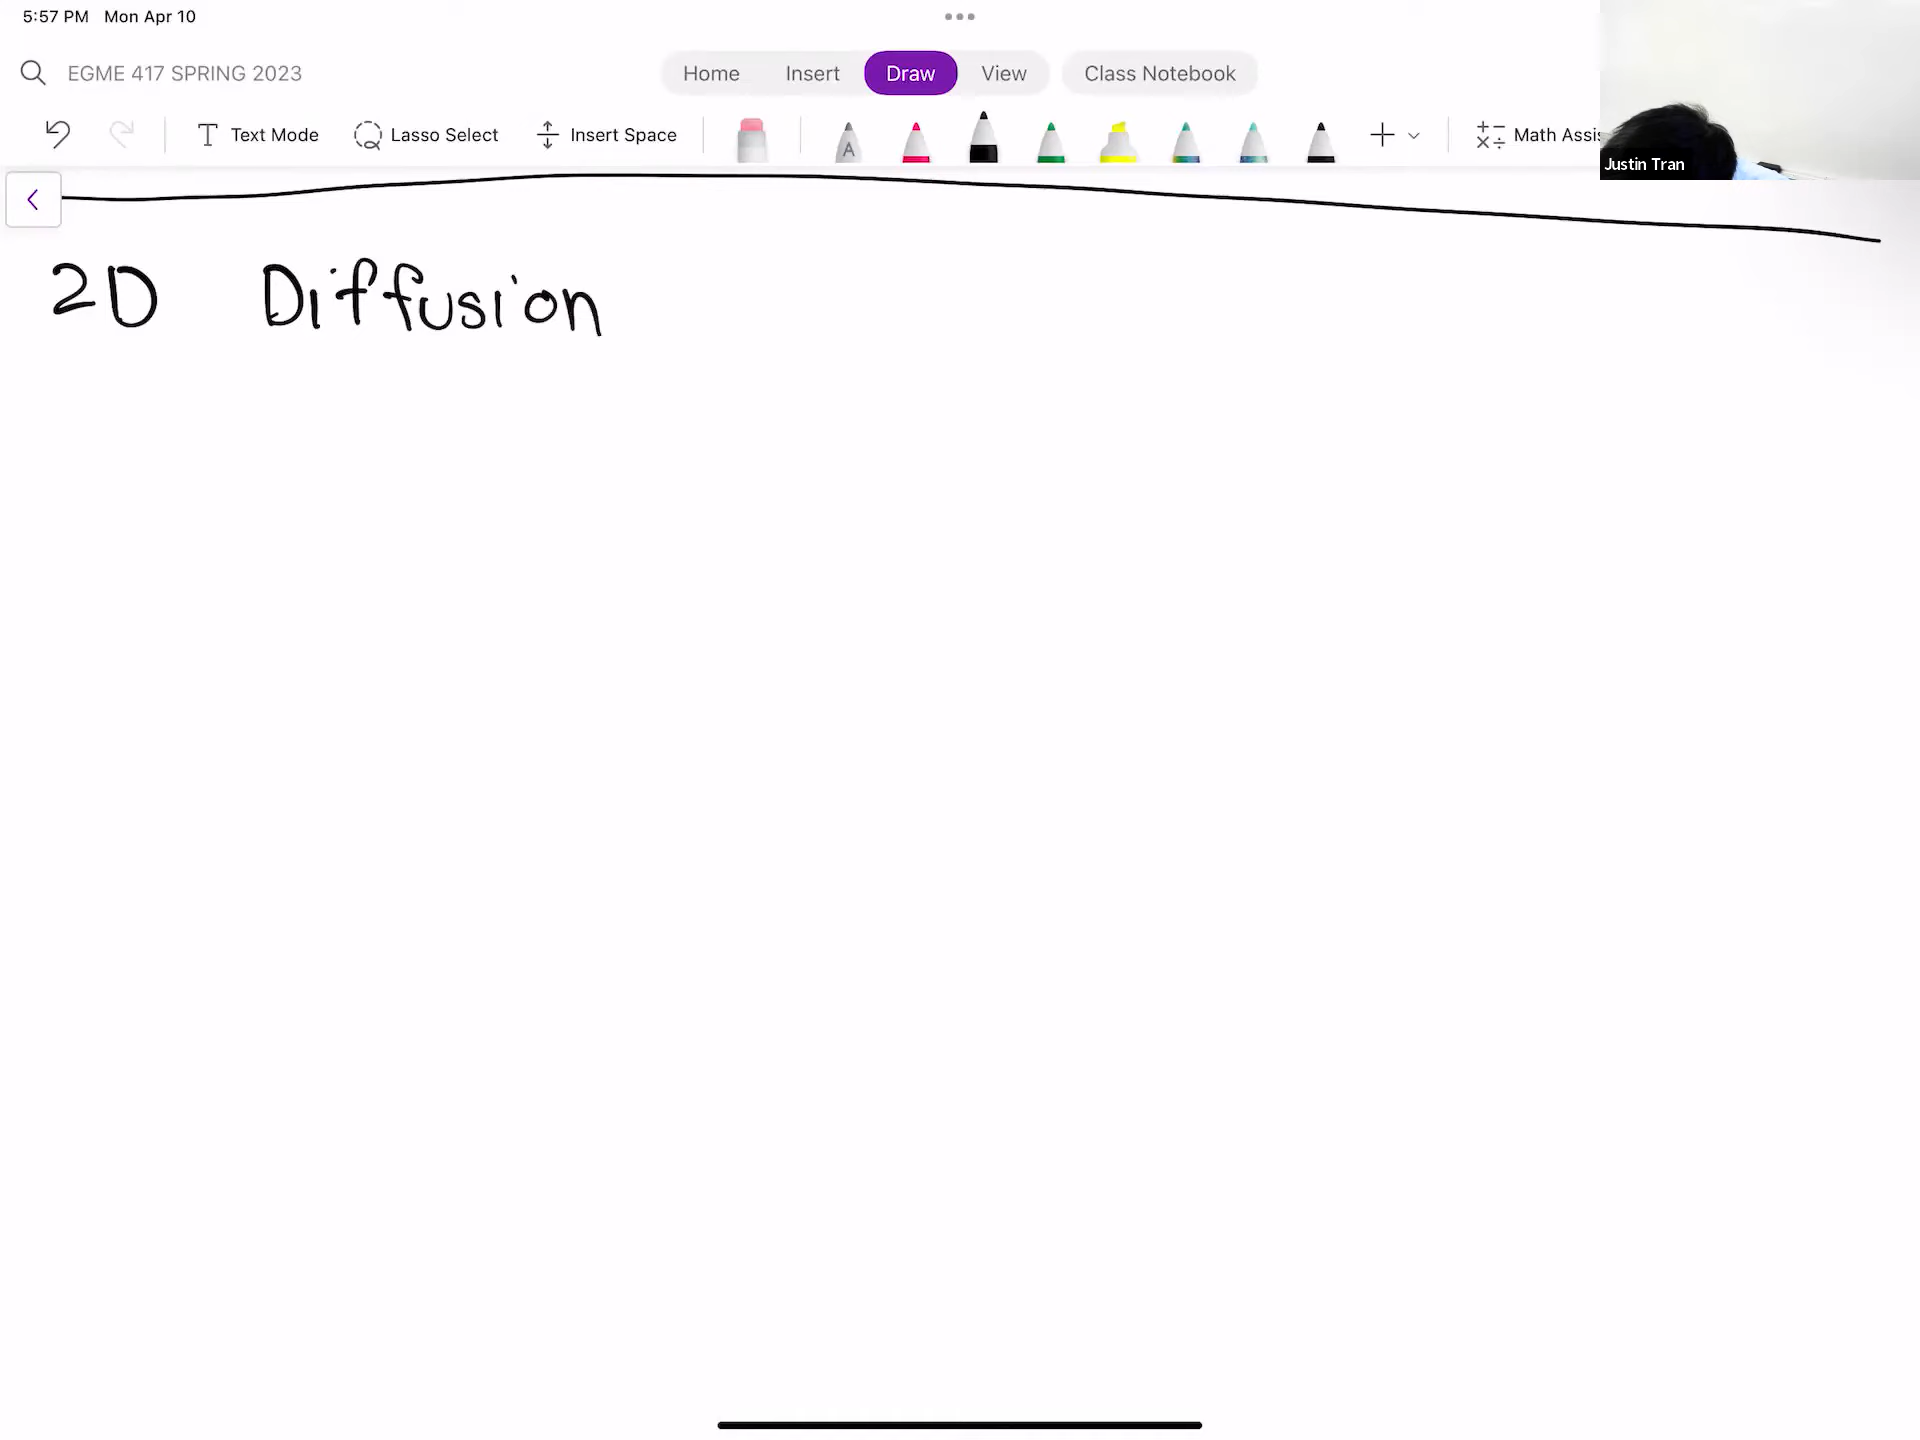 5:57 PM Mon Apr 10
EGME 417 SPRING 2023
Home Insert Draw View Class Notebook
Text Mode Lasso Select Insert Space A Math Assis
Justin Tran
2D Diffusion